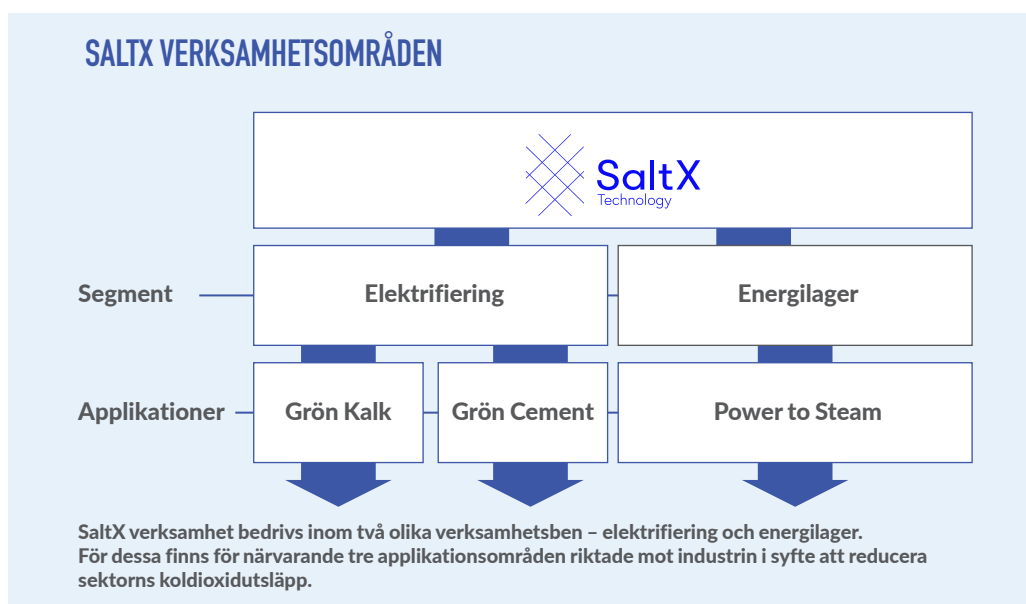 SALTX VERKSAMHETSOMRÅDEN
SaltX
Technology
Segment
Elektrifiering
Energilager
Applikationer
Grön Kalk
Grön Cement
Power to Steam
SaltX verksamhet bedrivs inom två olika verksamhetsben – elektrifiering och energilager.
För dessa finns för närvarande tre applikationsområden riktade mot industrin i syfte att reducera
sektorns koldioxidutsläpp.